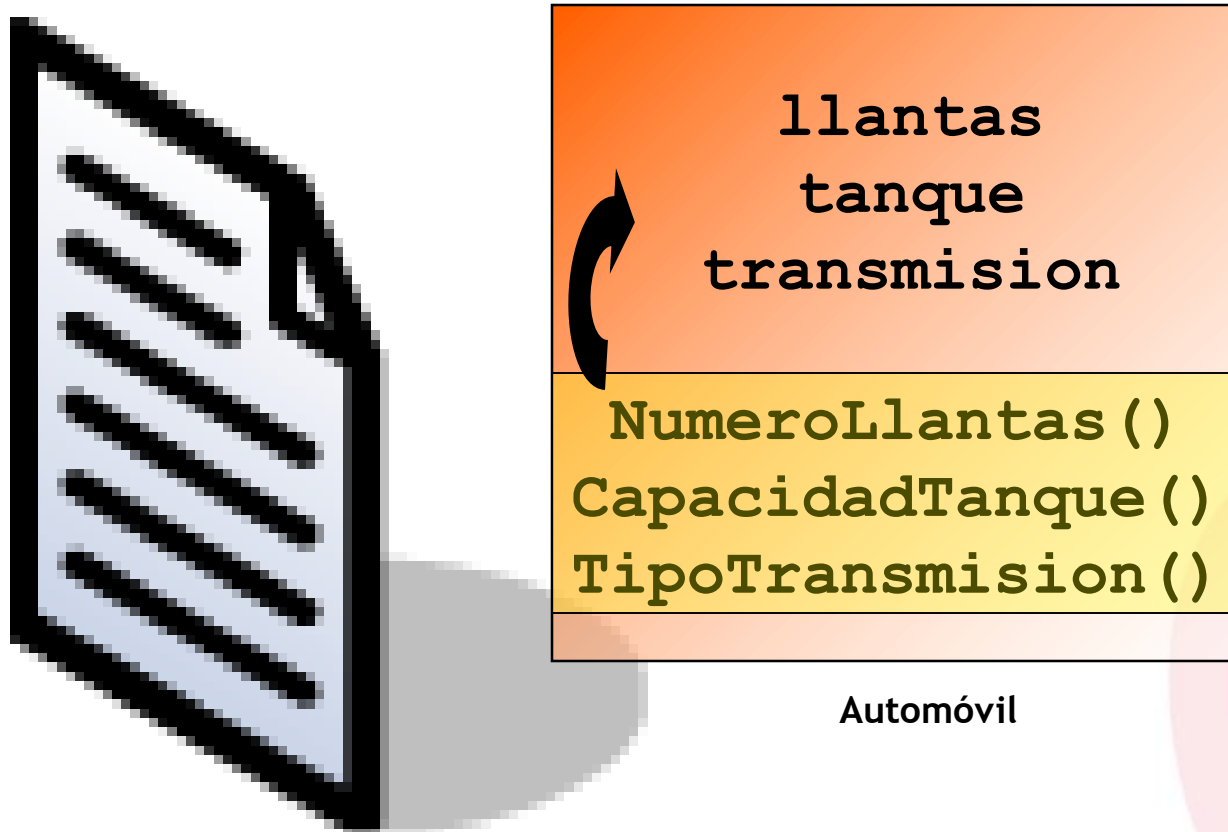 llantas
tanque
transmision
NumeroLlantas()
CapacidadTanque()
TipoTransmision()
Automóvil